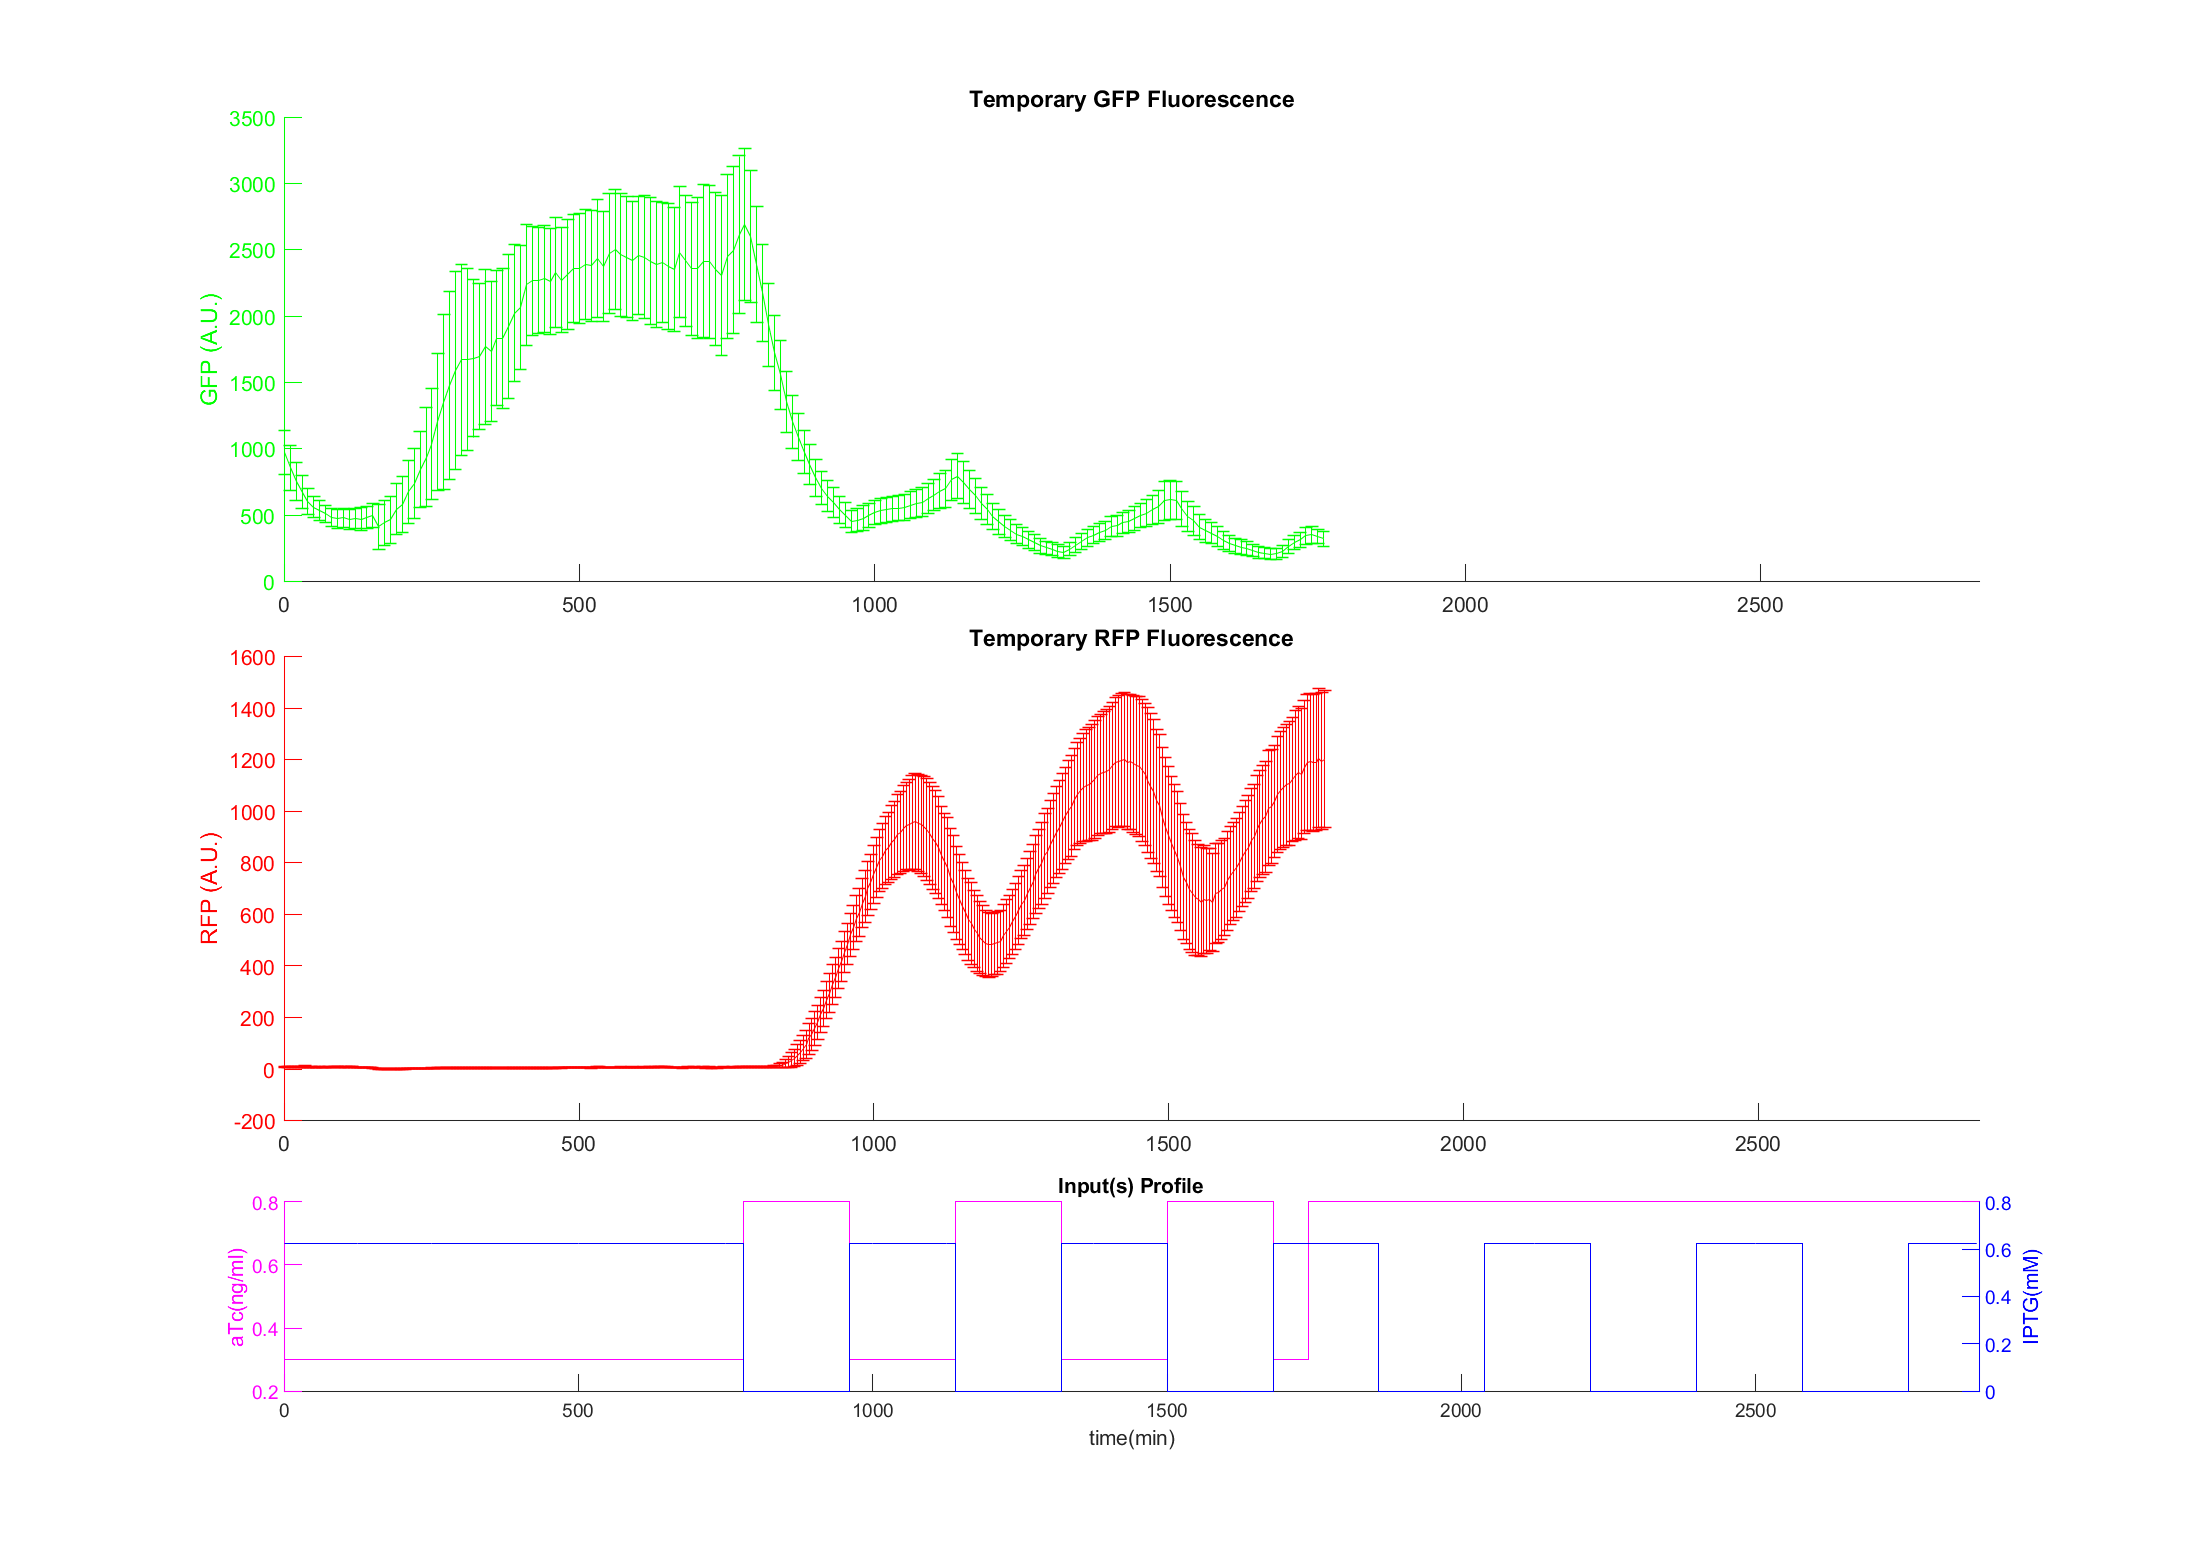 Temporary GFP Fluorescence
GFP (A.U.)
3500
3000
2500
2000
1500
1000
500
0
0 500 1000 1500 2000 2500
Temporary RFP Fluorescence
RFP (A.U.)
1600
1400
1200
1000
800
600
400
200
0
-200
0 500 1000 1500 2000 2500
Input(s) Profile
aTc(ng/ml)
0.8
0.6
0.4
0.2
0.8
0.6
0.4
0.2
0
IPTG(mM)
0 500 1000 1500 2000 2500
time(min)